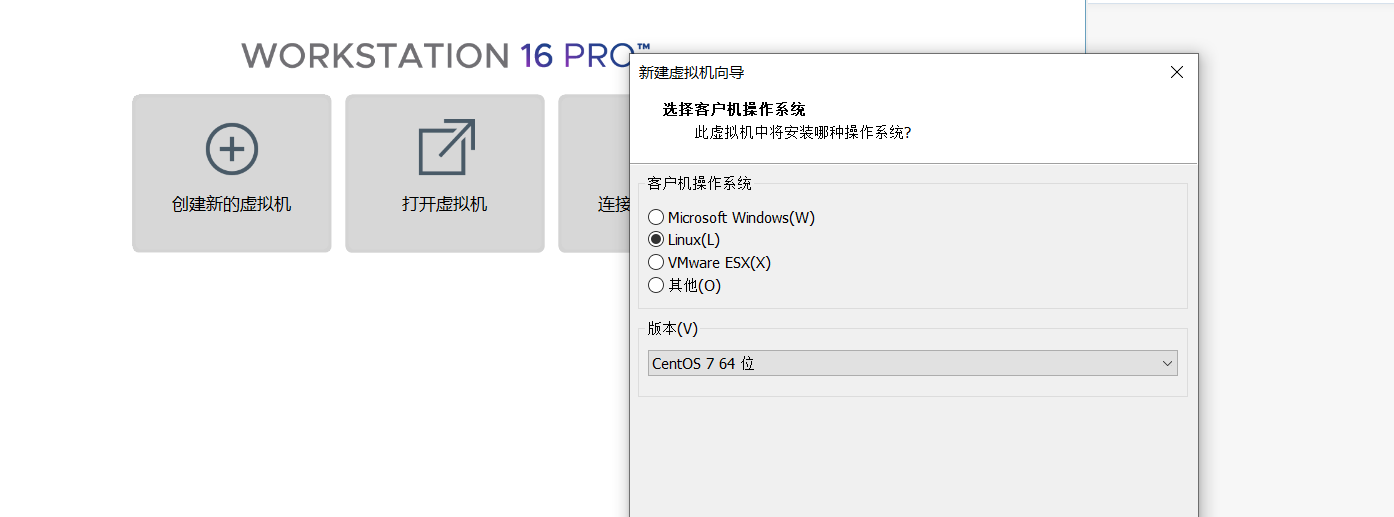 WORKSTATION 16 PRO™
创建新的虚拟机
打开虚拟机
连接
新建虚拟机向导
选择客户机操作系统
此虚拟机中将安装哪种操作系统?
客户机操作系统
Microsoft Windows(W)
Linux(L)
VMware ESX(X)
其他(O)
版本(V)
CentOS 7 64 位